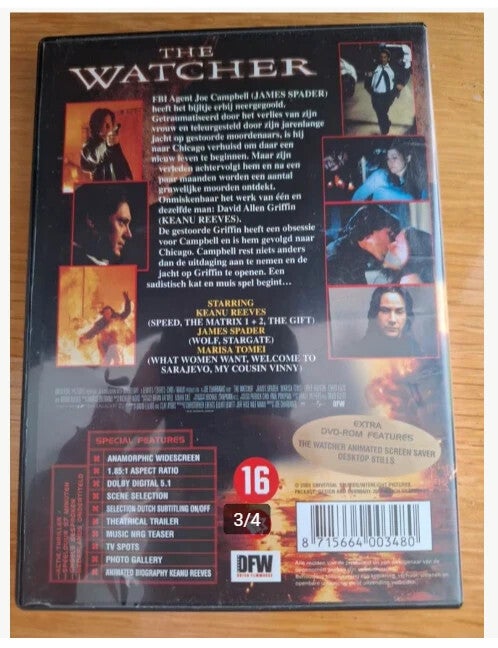 THE
WATCHER
FBI Agent Joe Campbell (JAMES SPADER)
heeft het bijltje erbij neergegooid.
Getraumatiseerd door het verlies van zijn
vrouw en teleurgesteld door zijn jarenlange
jacht op gestoorde moordenaars, is hij
naar Chicago verhuisd om daar een
nieuw leven te beginnen. Maar zijn
verleden achtervolgt hem en na een
paar maanden worden een aantal
gruwelijke moorden ontdekt.
Onmiskenbaar het werk van één en
dezelfde man: David Allen Griffin
(KEANU REEVES).
De gestoorde Griffin heeft een obsessie
voor Campbell en is hem gevolgd naar
Chicago. Campbell rest niets anders
dan de uitdaging aan te nemen en de
jacht op Griffin te openen. Een
sadistisch kat en muis spel begint...
STARRING
KEANU REEVES
(SPEED, THE MATRIX 1 + 2, THE GIFT)
JAMES SPADER
(WOLF, STARGATE)
MARISA TOMEI
(WHAT WOMEN WANT, WELCOME TO
SARAJEVO, MY COUSIN VINNY)
DFW
EXTRA
DVD-ROM FEATURES
THE WATCHER ANIMATED SCREEN SAVER
DESKTOP STILLS
SPECIAL FEATURES
ANAMORPHIC WIDESCREEN
1.85:1 ASPECT RATIO
DOLBY DIGITAL 5.1
SCENE SELECTION
SELECTION DUTCH SUBTITLING ON/OFF
THEATRICAL TRAILER
MUSIC NRG TEASER
TV SPOTS
PHOTO GALLERY
ANIMATED BIOGRAPHY KEANU REEVES
16
3/4
DFW
DUTCH FILMWORKS
8 715664 003480